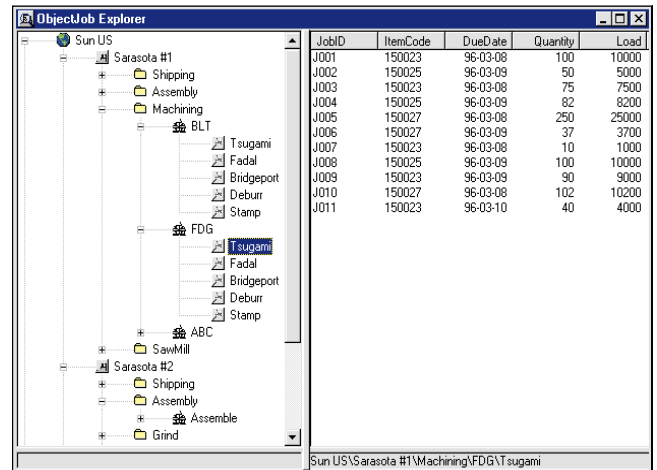 ObjectJob Explorer
Sun US
Sarasota #1
Shipping
Assembly
Machining
BLT
Tsugami
Fadal
Bridgeport
Deburr
Stamp
FDG
Tsugami
Fadal
Bridgeport
Deburr
Stamp
ABC
SawMill
Sarasota #2
Shipping
Assembly
Assemble
Grind
JobID ItemCode DueDate Quantity Load
J001 150023 96-03-08 100 10000
J002 150025 96-03-09 50 5000
J003 150023 96-03-08 75 7500
J004 150025 96-03-09 82 8200
J005 150027 96-03-08 250 25000
J006 150027 96-03-09 37 3700
J007 150023 96-03-08 10 1000
J008 150025 96-03-09 100 10000
J009 150023 96-03-09 90 9000
J010 150027 96-03-08 102 10200
J011 150023 96-03-10 40 4000
Sun US\Sarasota #1\Machining\FDG\Tsugami